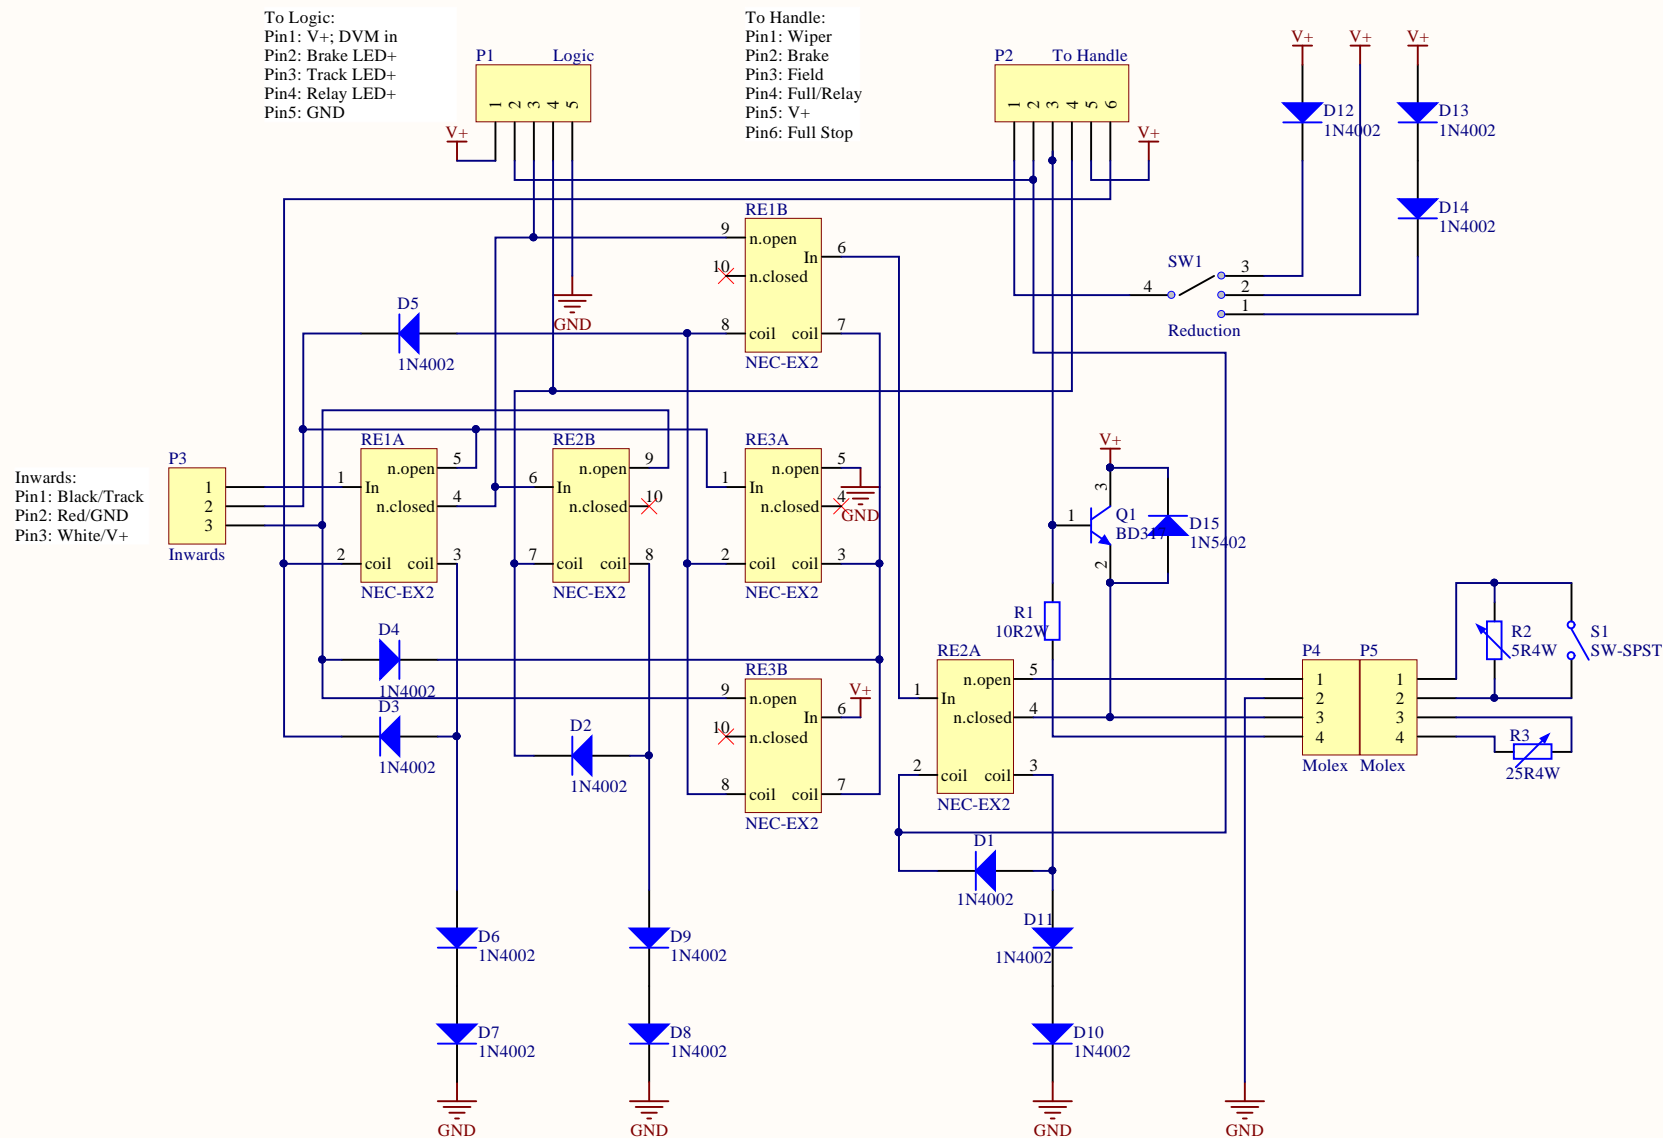 To Logic:
Pin1: V+; DVM in
Pin2: Brake LED+
Pin3: Track LED+
Pin4: Relay LED+
Pin5: GND
To Handle:
Pin1: Wiper
Pin2: Brake
Pin3: Field
Pin4: Full/Relay
Pin5: V+
Pin6: Full Stop
P1 Logic
1 2 3 4 5
V+
P2 To Handle
1 2 3 4 5 6
V+
V+ V+ V+
D12
1N4002
D13
1N4002
D14
1N4002
SW1
4 3
2
1
Reduction
GND
RE1B
9 n.open
In 6
10 n.closed
8 coil coil 7
NEC-EX2
D5
1N4002
Inwards:
Pin1: Black/Track
Pin2: Red/GND
Pin3: White/V+
P3
1
2
3
Inwards
RE1A
n.open 5
1 In
n.closed 4
2 coil coil 3
NEC-EX2
RE2B
n.open 9
6 In
n.closed 10
7 coil coil 8
NEC-EX2
RE3A
n.open 5
1 In
n.closed 4
GND
2 coil coil 3
NEC-EX2
V+
3
1 Q1
2
D15
1N5402
R1
10R2W
D4
1N4002
D3
1N4002
D2
1N4002
RE3B
9 n.open
In 6
V+
10 n.closed
8 coil coil 7
NEC-EX2
RE2A
n.open 5
1 In
n.closed 4
2 coil coil 3
NEC-EX2
P4 P5
1 1
2 2
3 3
4 4
Molex Molex
R2
5R4W
S1
SW-SPST
R3
25R4W
D1
1N4002
D6
1N4002
D9
1N4002
D11
1N4002
D7
1N4002
D8
1N4002
D10
1N4002
GND GND GND GND